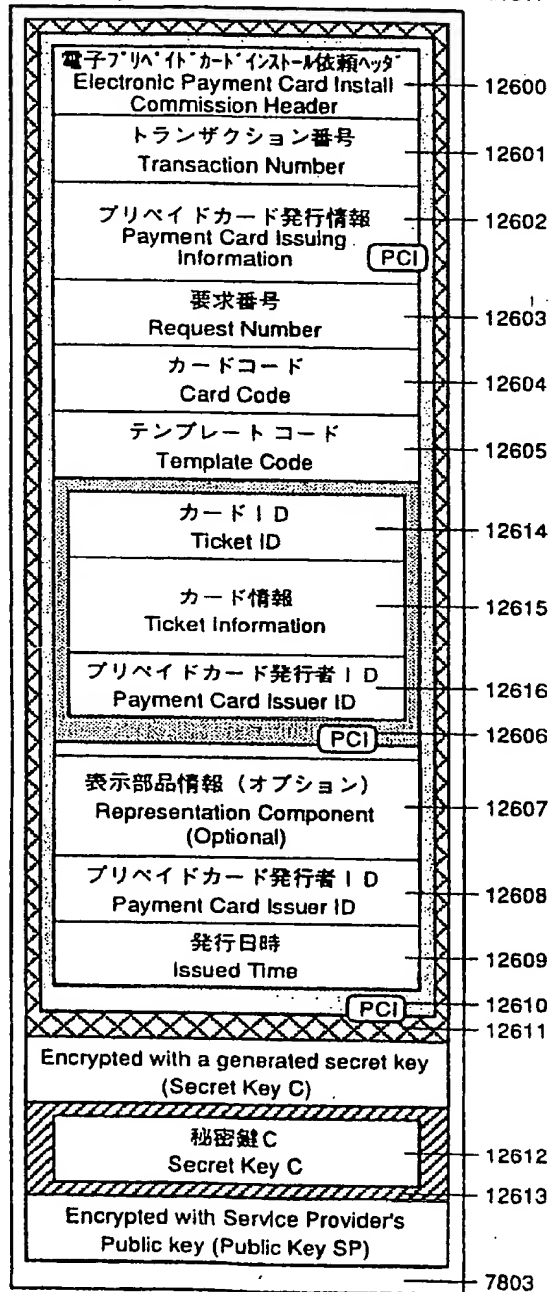 電子プリペイドカードインストール依頼ヘッダ
Electronic Payment Card Install
Commission Header
12600
トランザクション番号
Transaction Number
12601
プリペイドカード発行情報
Payment Card Issuing
Information
PCI
12602
要求番号
Request Number
12603
カードコード
Card Code
12604
テンプレート コード
Template Code
12605
カードID
Ticket ID
12614
カード情報
Ticket Information
12615
プリペイドカード発行者ID
Payment Card Issuer ID
12616
PCI
12606
表示部品情報(オプション)
Representation Component
(Optional)
12607
プリペイドカード発行者ID
Payment Card Issuer ID
12608
発行日時
Issued Time
12609
PCI
12610
12611
Encrypted with a generated secret key
(Secret Key C)
秘密鍵C
Secret Key C
12612
12613
Encrypted with Service Provider's
Public key (Public Key SP)
7803